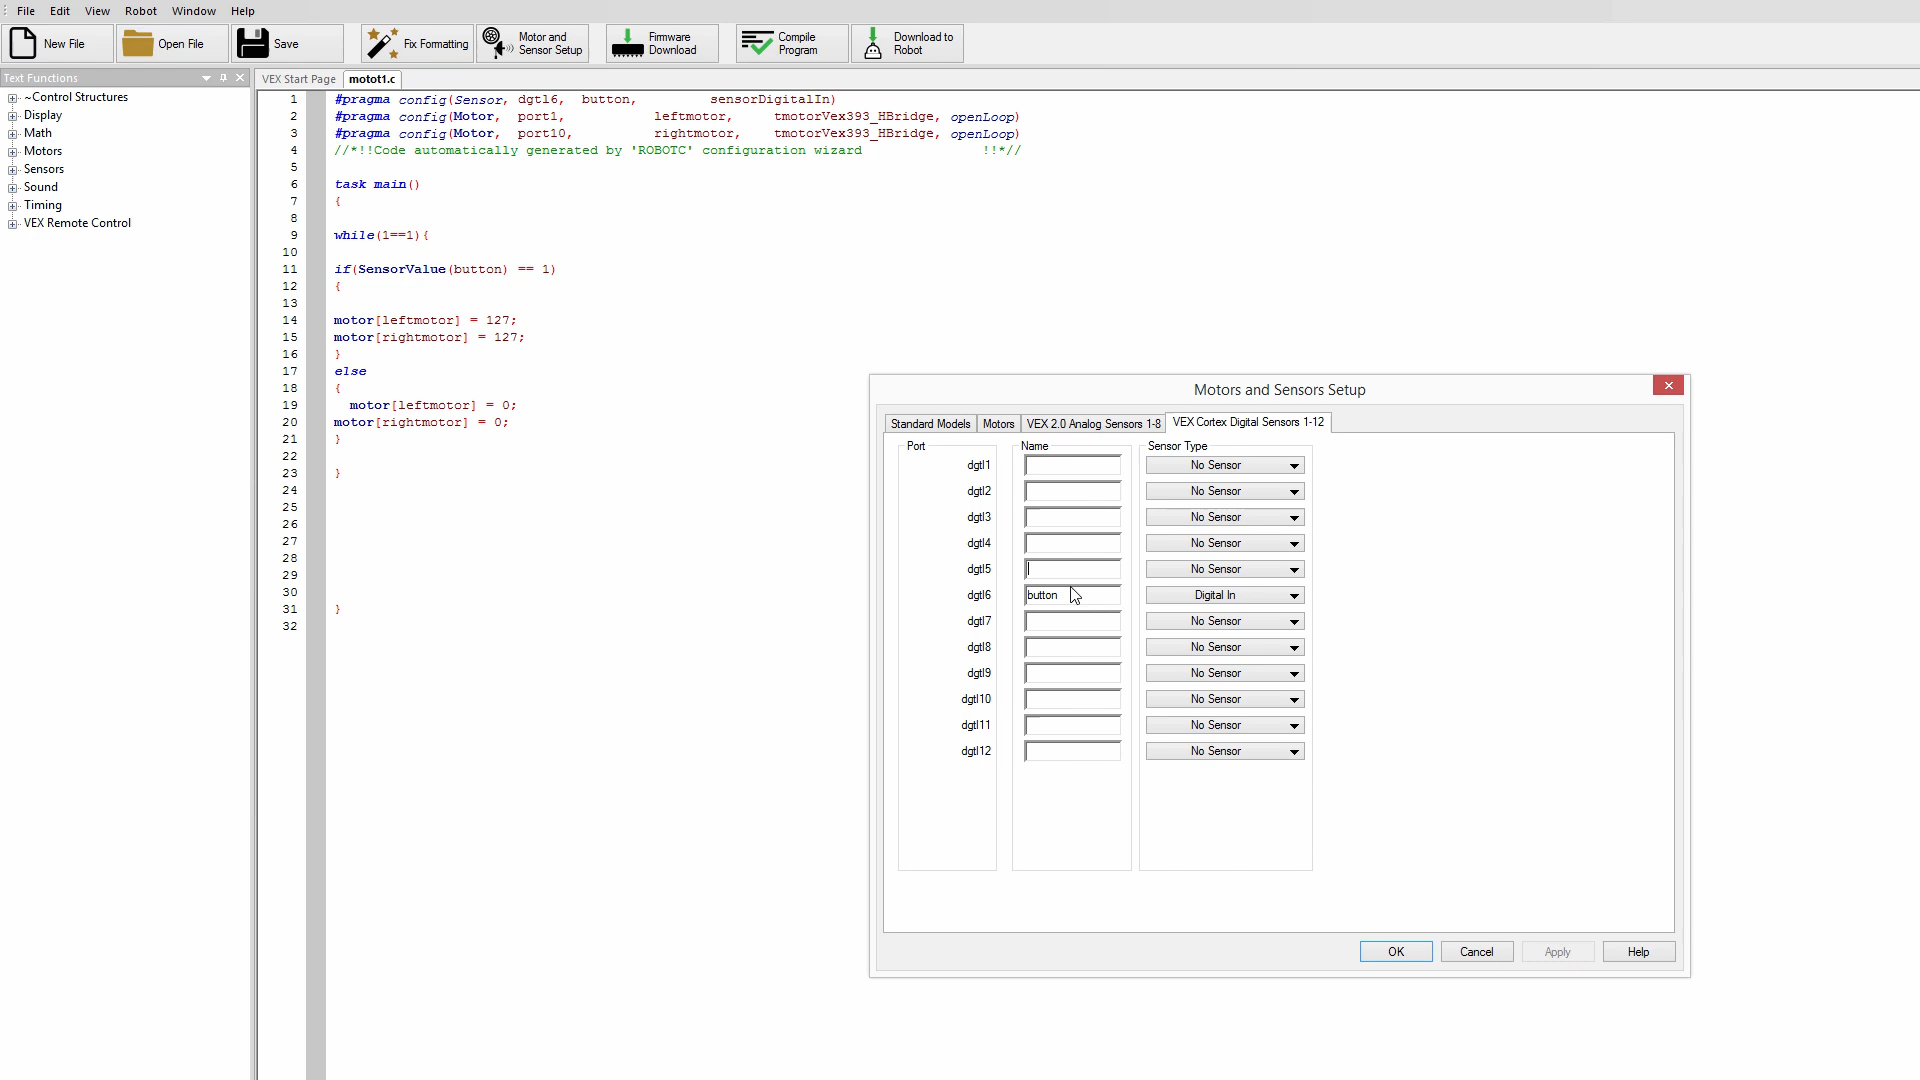 File Edit View Robot Window Help
New File Open File Save Fix Formatting Motor and Sensor Setup Firmware Download Compile Program Download to Robot
Text Functions
~Control Structures
Display
Math
Motors
Sensors
Sound
Timing
VEX Remote Control
VEX Start Page motot1.c
1 #pragma config(Sensor, dgtl6, button, sensorDigitalIn)
2 #pragma config(Motor, port1, leftmotor, tmotorVex393_HBridge, openLoop)
3 #pragma config(Motor, port10, rightmotor, tmotorVex393_HBridge, openLoop)
4 //*!!Code automatically generated by 'ROBOTC' configuration wizard !!*//
5
6 task main()
7 {
8
9 while(1==1){
10
11 if(SensorValue(button) == 1)
12 {
13
14 motor[leftmotor] = 127;
15 motor[rightmotor] = 127;
16 }
17 else
18 {
19 motor[leftmotor] = 0;
20 motor[rightmotor] = 0;
21 }
22
23 }
24
25
26
27
28
29
30
31 }
32
Motors and Sensors Setup
Standard Models Motors VEX 2.0 Analog Sensors 1-8 VEX Cortex Digital Sensors 1-12
Port Name Sensor Type
dgtl1 No Sensor
dgtl2 No Sensor
dgtl3 No Sensor
dgtl4 No Sensor
dgtl5 No Sensor
dgtl6 button Digital In
dgtl7 No Sensor
dgtl8 No Sensor
dgtl9 No Sensor
dgtl10 No Sensor
dgtl11 No Sensor
dgtl12 No Sensor
OK Cancel Apply Help